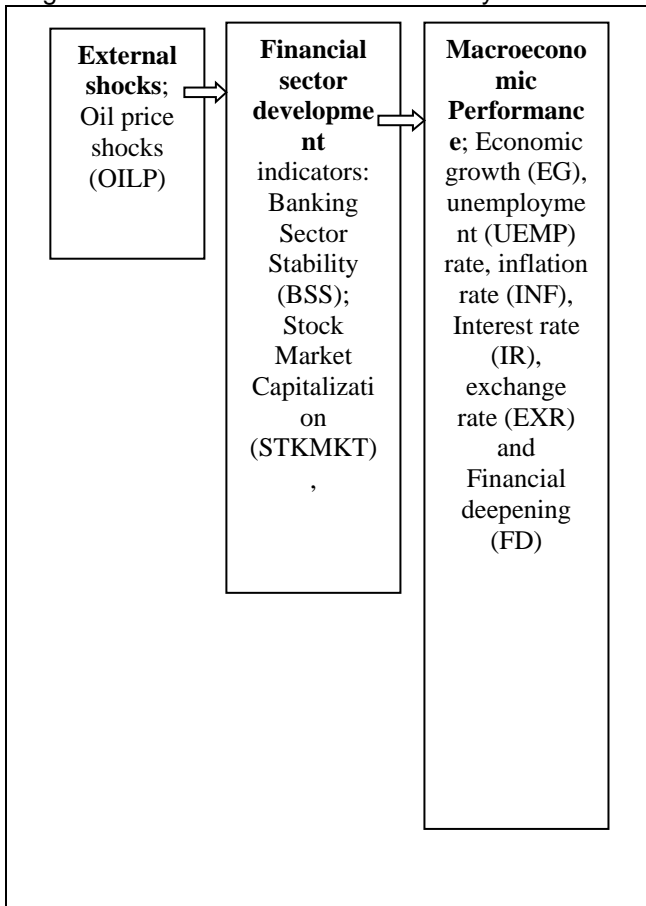 External
shocks;
Oil price
shocks
(OILP)
Financial
sector
developme
nt
indicators:
Banking
Sector
Stability
(BSS);
Stock
Market
Capitalizati
on
(STKMKT)
,
Macroecono
mic
Performanc
e; Economic
growth (EG),
unemployme
nt (UEMP)
rate, inflation
rate (INF),
Interest rate
(IR),
exchange
rate (EXR)
and
Financial
deepening
(FD)